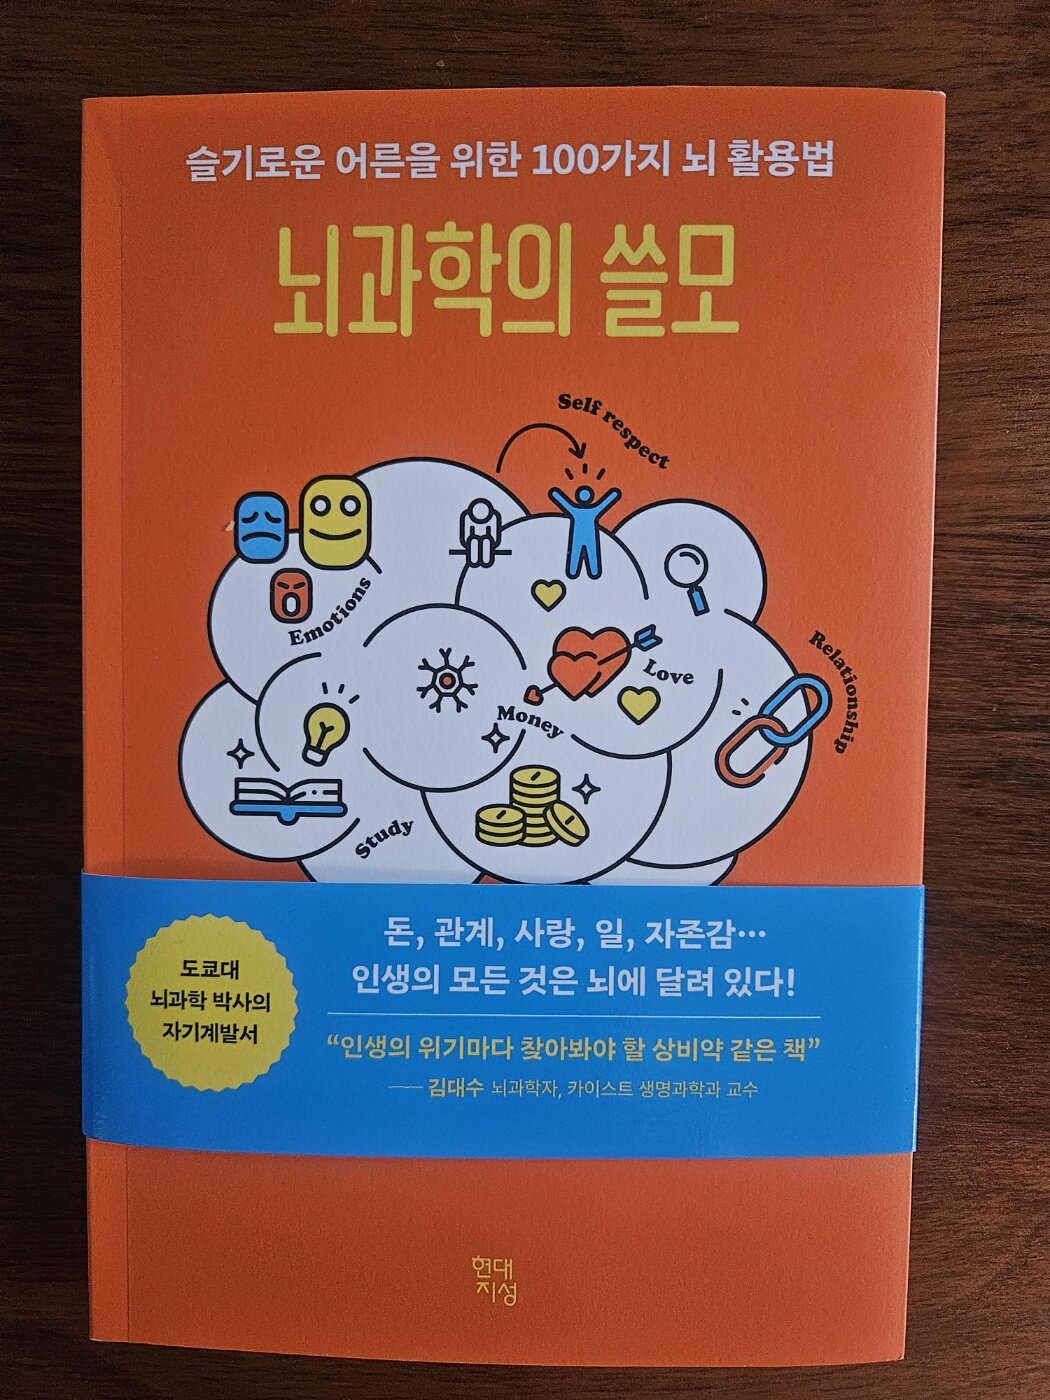 슬기로운 어른을 위한 100가지 뇌 활용법
뇌과학의 쓸모
Self respect
Emotions
Relationship
Love
Money
Study
도쿄대
뇌과학 박사의
자기계발서
돈, 관계, 사랑, 일, 자존감…
인생의 모든 것은 뇌에 달려 있다!
“인생의 위기마다 찾아봐야 할 상비약 같은 책”
── 김대수 뇌과학자, 카이스트 생명과학과 교수
현대
지성